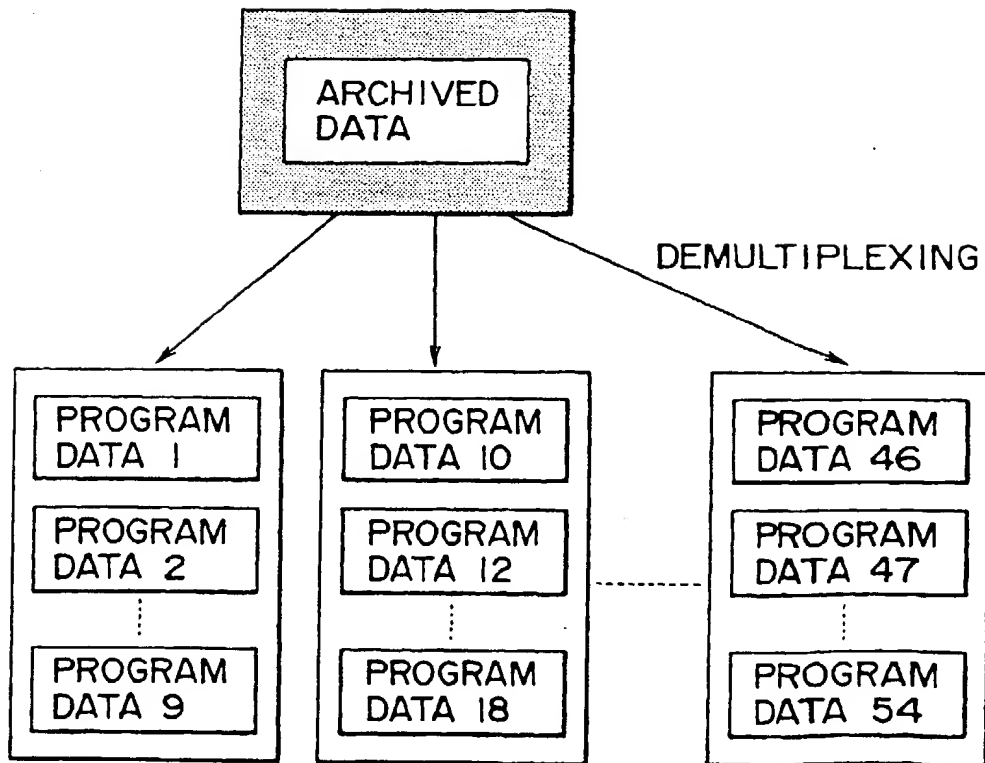 ARCHIVED
DATA
DEMULTIPLEXING
PROGRAM
DATA 1
PROGRAM
DATA 2
PROGRAM
DATA 9
PROGRAM
DATA 10
PROGRAM
DATA 12
PROGRAM
DATA 18
PROGRAM
DATA 46
PROGRAM
DATA 47
PROGRAM
DATA 54